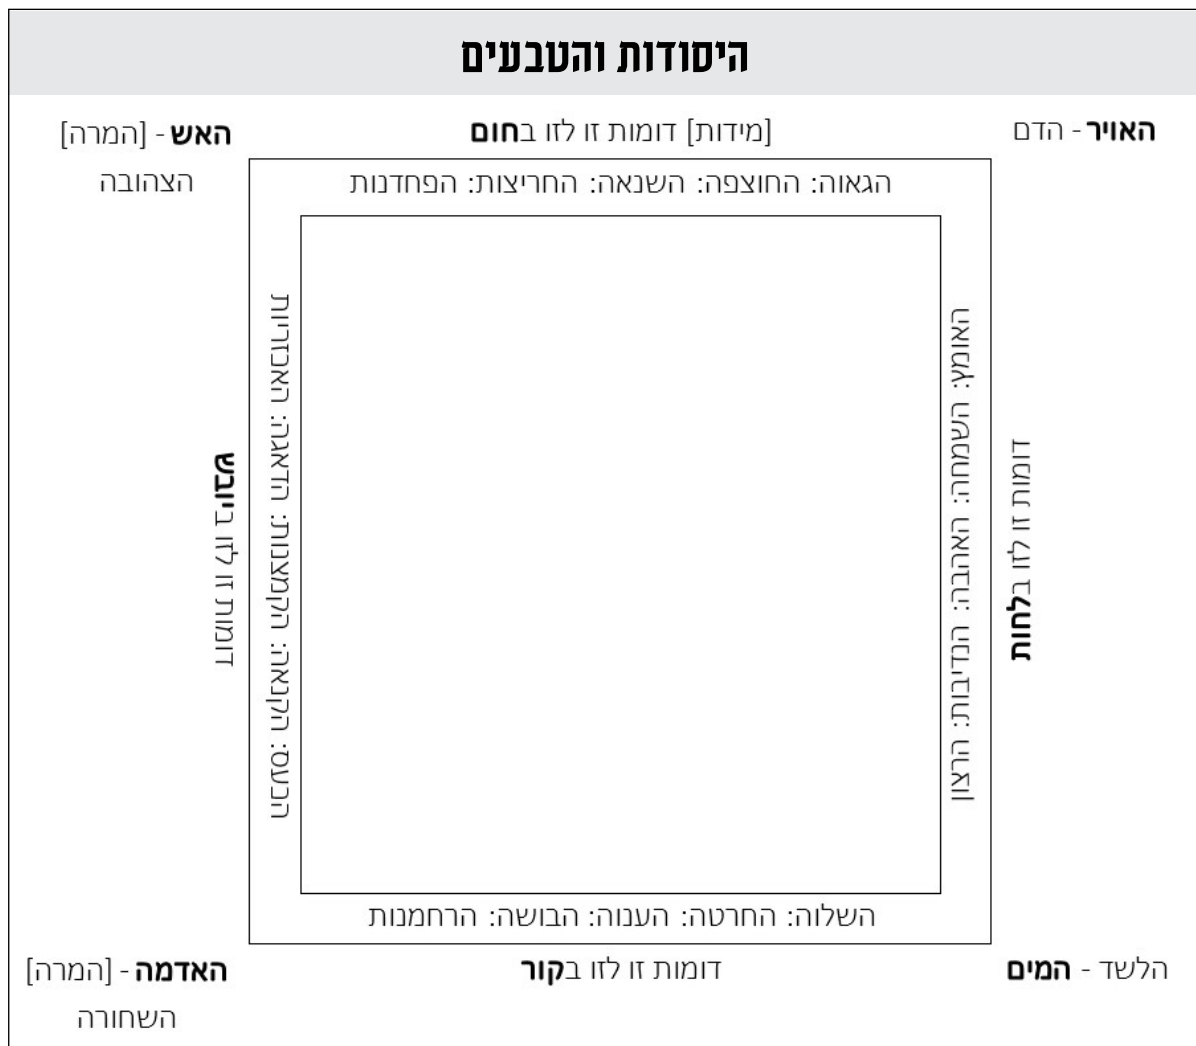 היסודות והטבעים
האויר - הדם
[מידות] דומות זו לזו בחום
האש - [המרה]
הצהובה
הגאוה: החוצפה: השנאה: החריצות: הפחדנות
האומץ: השמחה: האהבה: הנדיבות: הרצון
דומות זו לזו בלחות
הכעס: הקנאה: הקמצנות: הדאגה: האכזריות
דומות זו לזו ביובש
השלוה: החרטה: הענוה: הבושה: הרחמנות
הלשד - המים
דומות זו לזו בקור
האדמה - [המרה]
השחורה